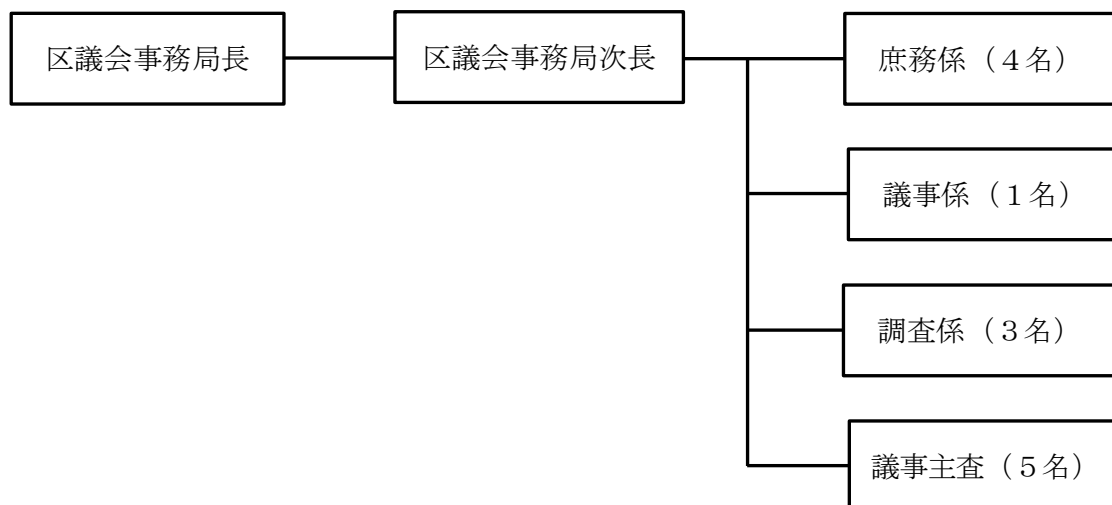 区議会事務局長
区議会事務局次長
庶務係（４名）
議事係（１名）
調査係（３名）
議事主査（５名）